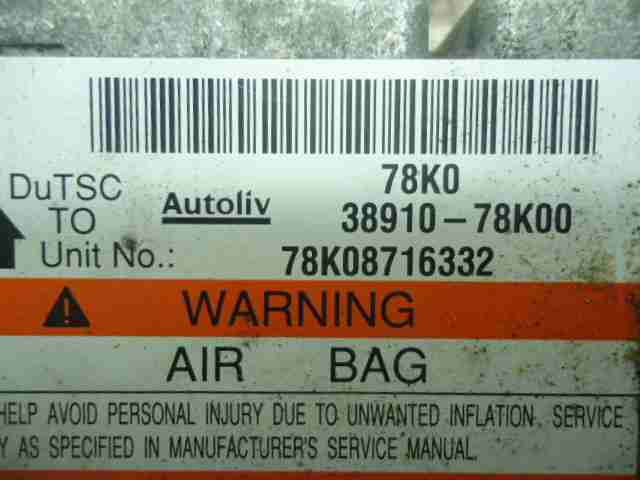 78K0
DuTSC Autoliv 38910-78K00
TO
Unit No.: 78K08716332
WARNING
AIR BAG
HELP AVOID PERSONAL INJURY DUE TO UNWANTED INFLATION, SERVICE
Y AS SPECIFIED IN MANUFACTURER'S SERVICE MANUAL.